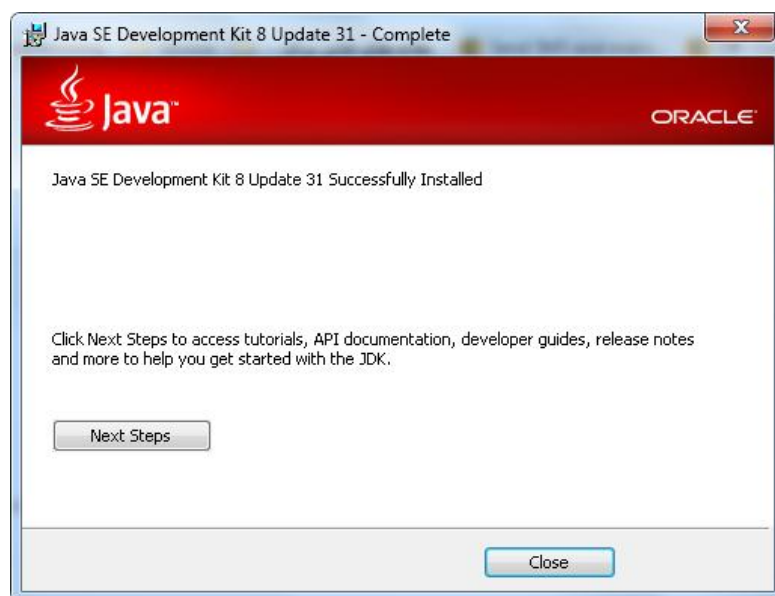 Java SE Development Kit 8 Update 31 - Complete
Java™
ORACLE®
Java SE Development Kit 8 Update 31 Successfully Installed
Click Next Steps to access tutorials, API documentation, developer guides, release notes
and more to help you get started with the JDK.
Next Steps
Close